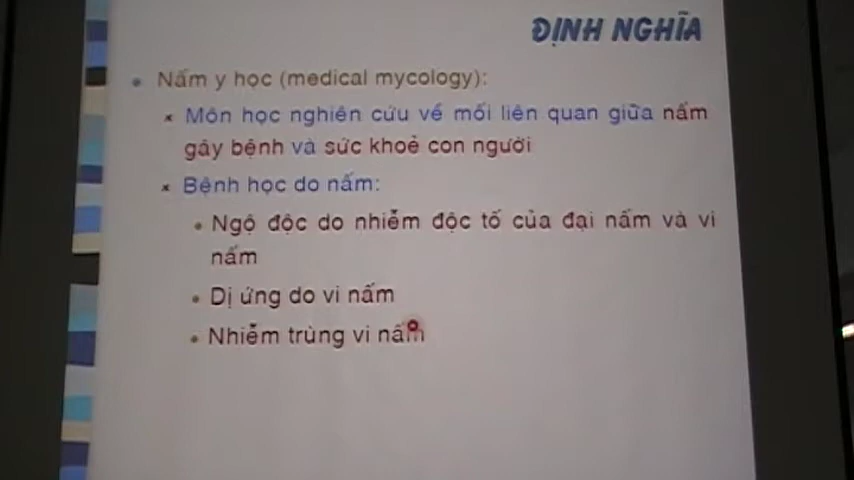 ĐỊNH NGHĨA
Nấm y học (medical mycology):
Môn học nghiên cứu về mối liên quan giữa nấm
gây bệnh và sức khoẻ con người
Bệnh học do nấm:
Ngộ độc do nhiễm độc tố của đại nấm và vi
nấm
Dị ứng do vi nấm
Nhiễm trùng vi nấm